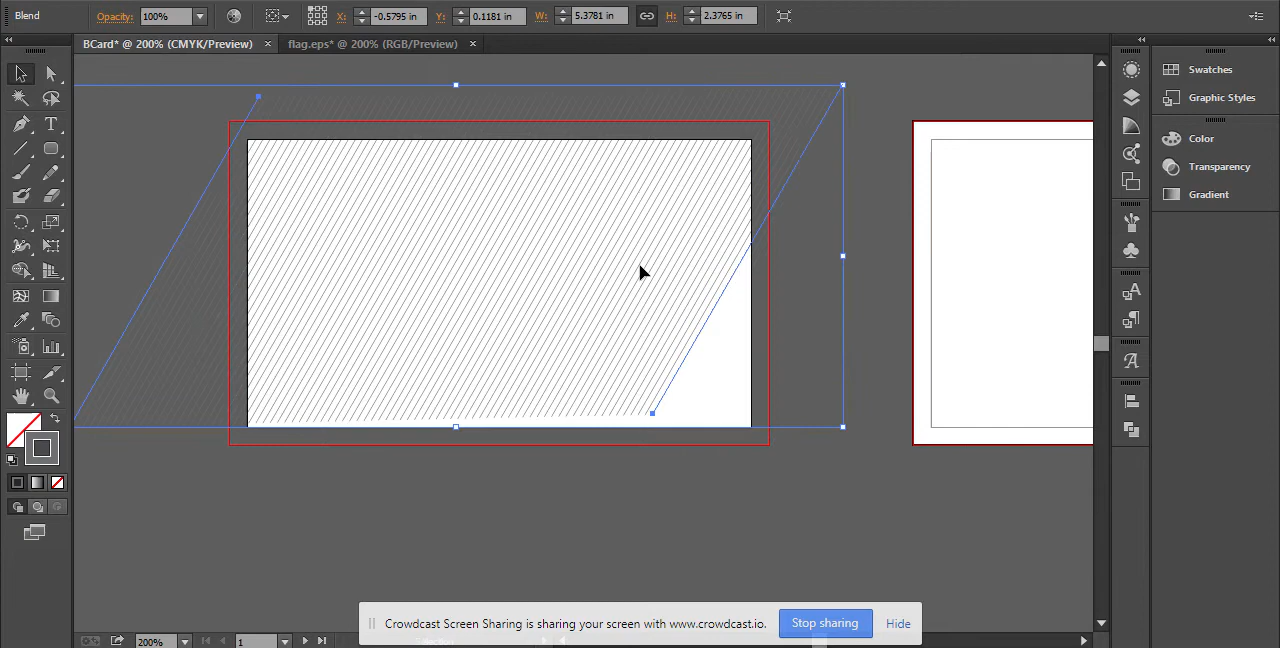 Blend Opacity: 100% X: -0.5795 in Y: 0.1181 in W: 5.3781 in H: 2.3765 in
BCard* @ 200% (CMYK/Preview) × flag.eps* @ 200% (RGB/Preview) ×
Swatches
Graphic Styles
Color
Transparency
Gradient
Crowdcast Screen Sharing is sharing your screen with www.crowdcast.io. Stop sharing Hide
200% 1 Selection